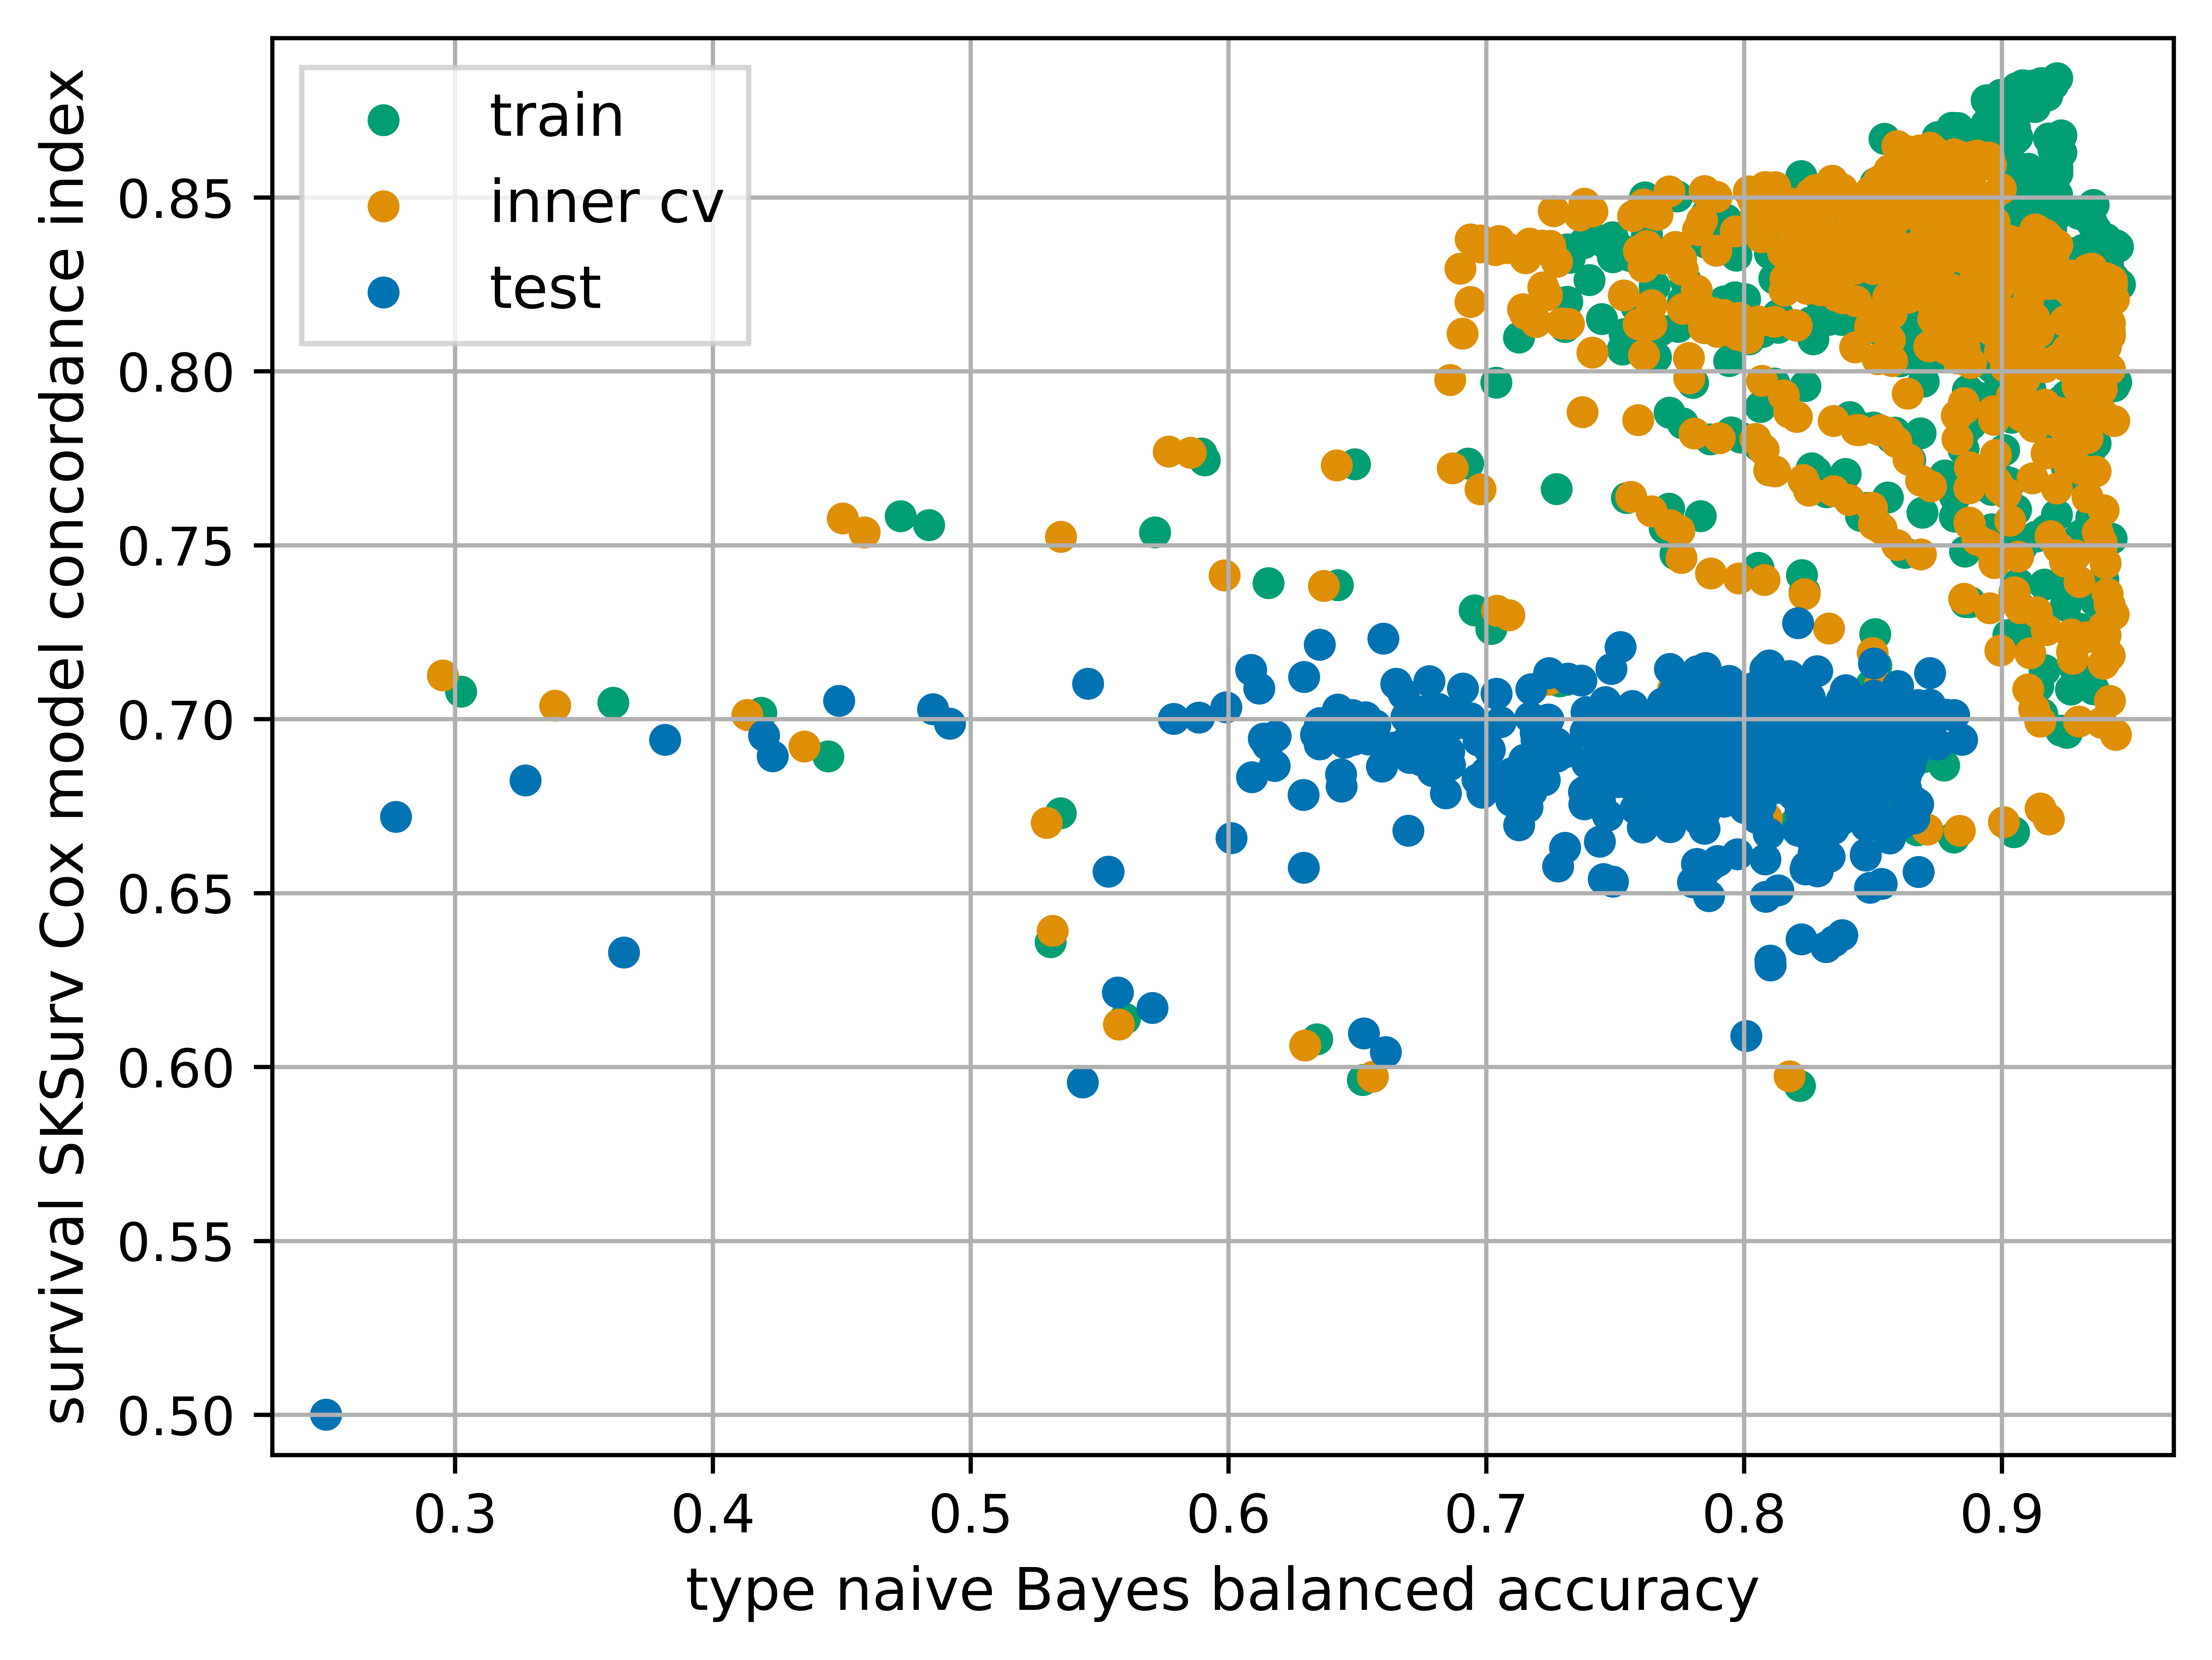 survival SKSurv Cox model concordance index
train
inner cv
test
0.85
0.80
0.75
0.70
0.65
0.60
0.55
0.50
0.3 0.4 0.5 0.6 0.7 0.8 0.9
type naive Bayes balanced accuracy